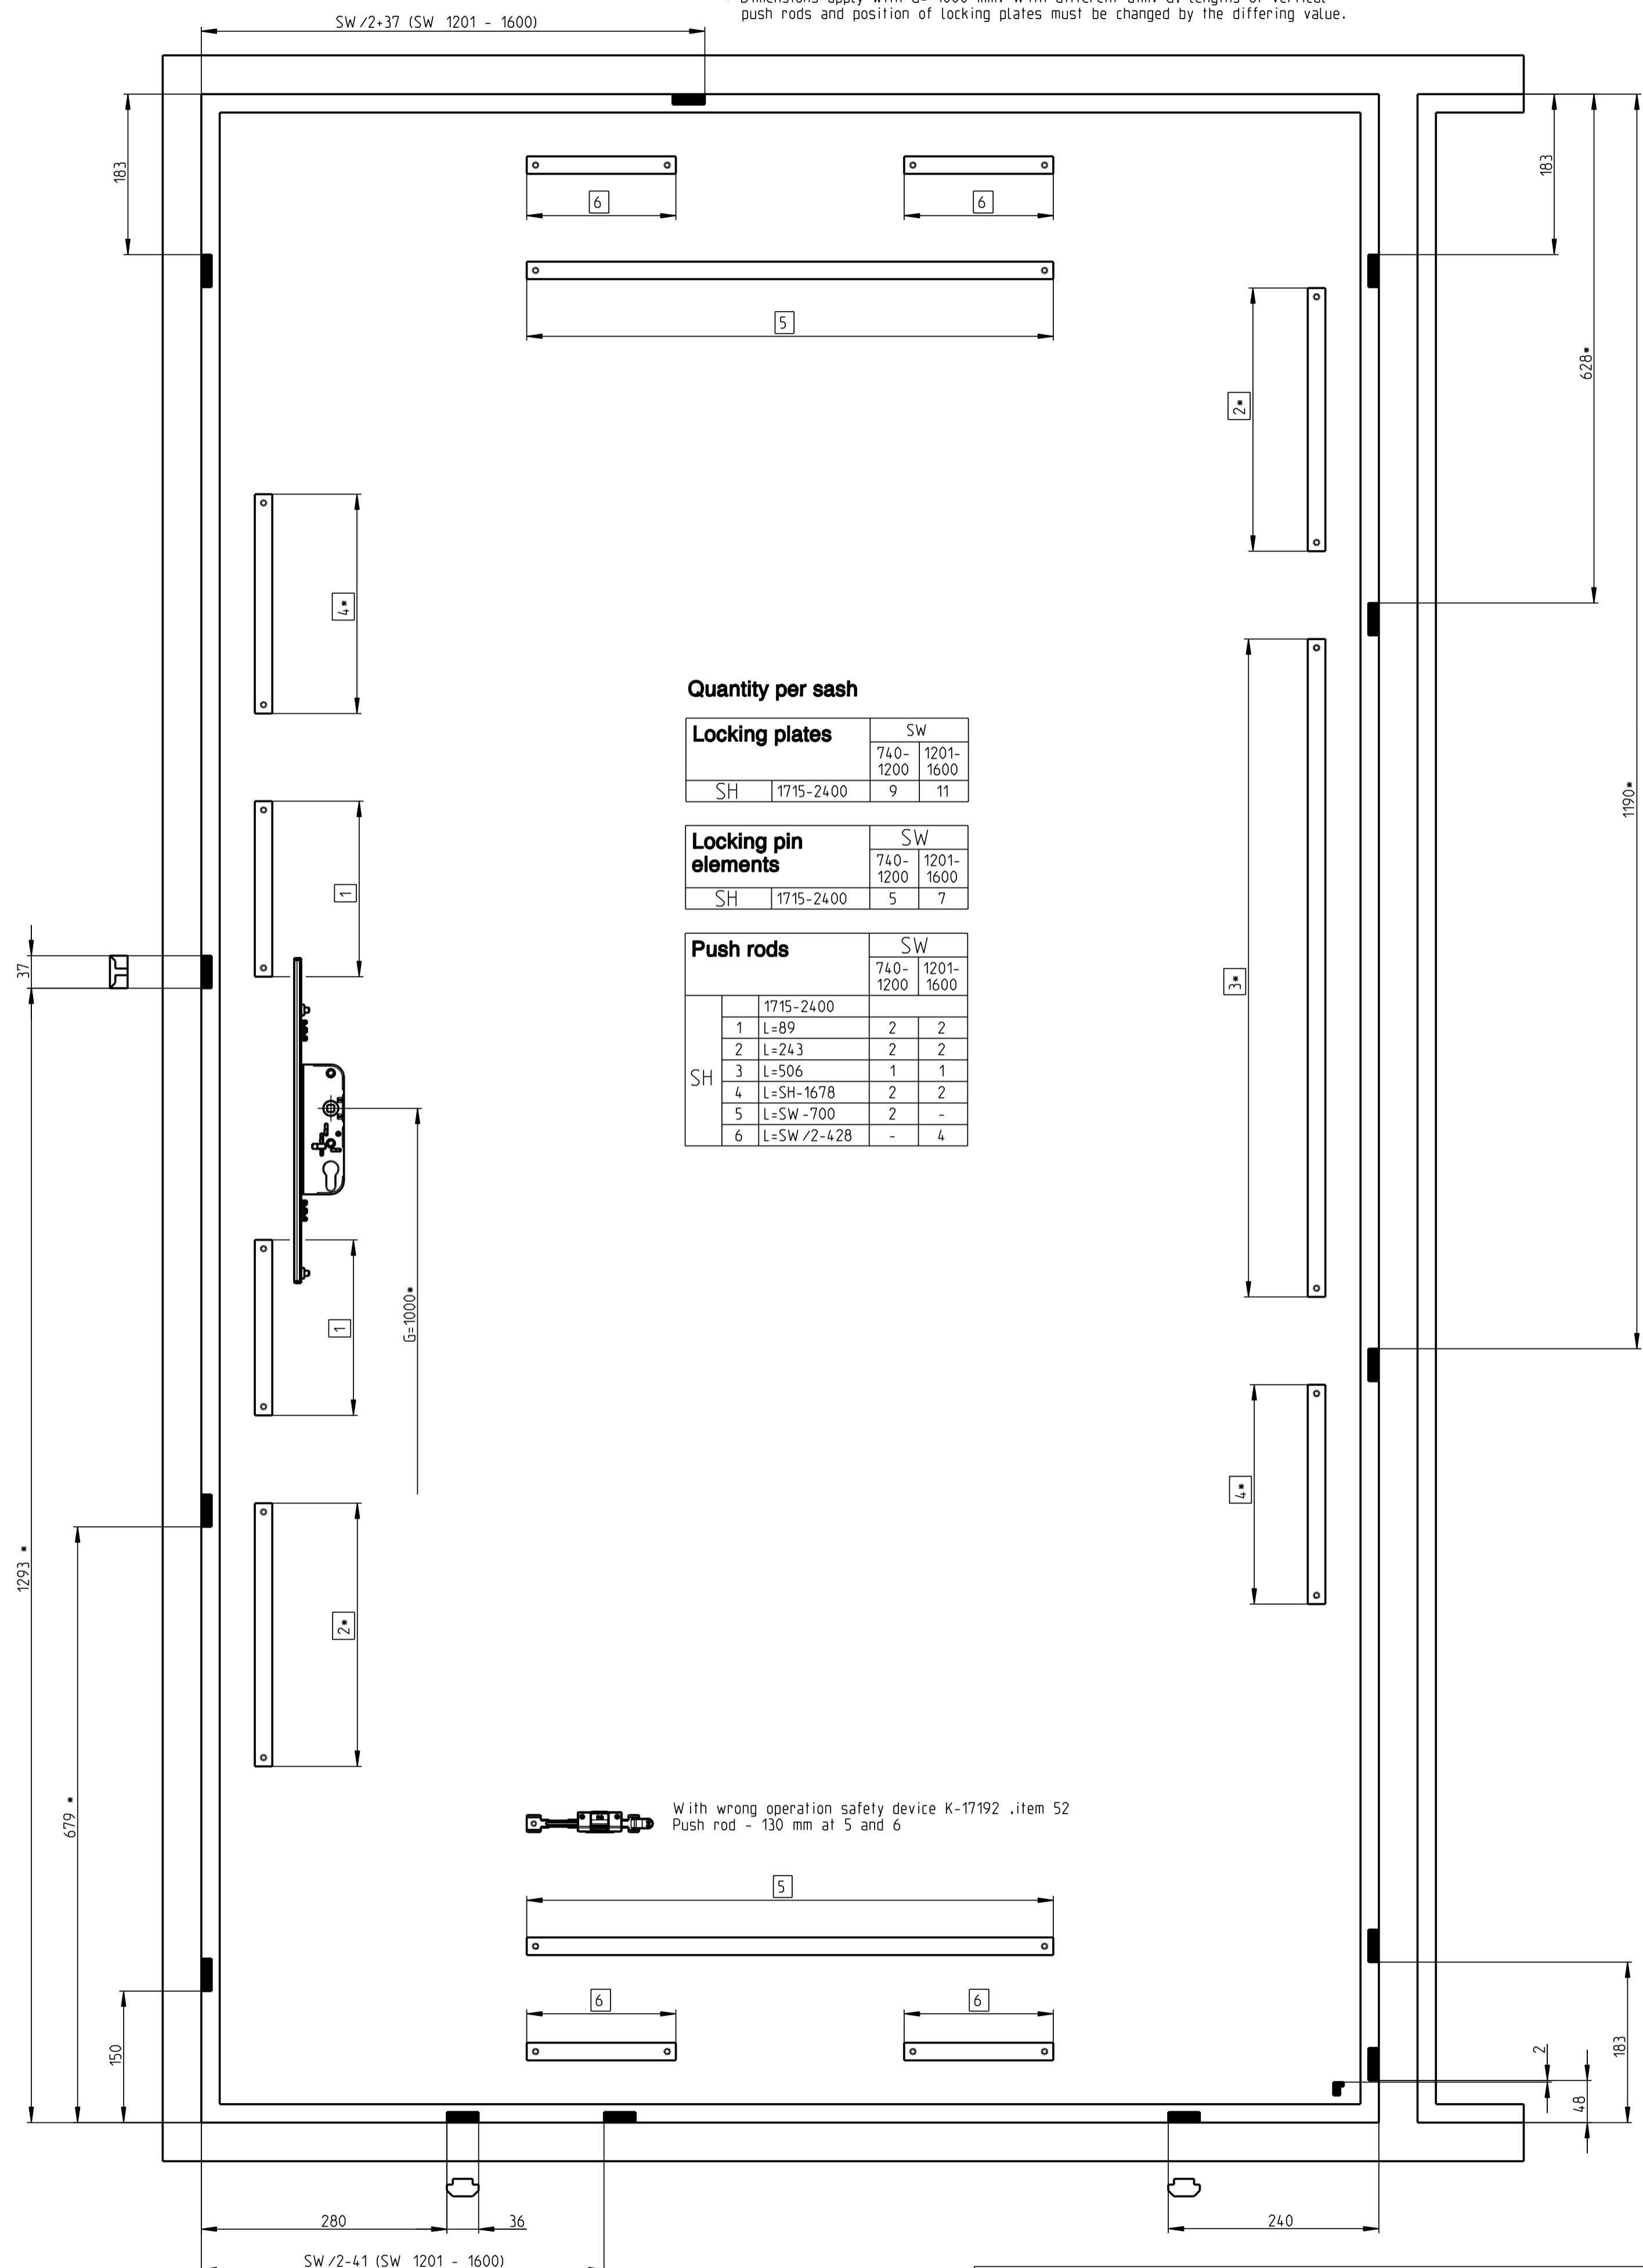 push rods and position of locking plates must be changed by the differing value.
SW/2+37 (SW 1201 - 1600)
183
183
6
6
5
628*
2*
4*
1190*
Quantity per sash
Locking plates SW
740-1200 1201-1600
SH 1715-2400 9 11
Locking pin elements SW
740-1200 1201-1600
SH 1715-2400 5 7
Push rods SW
740-1200 1201-1600
SH 1715-2400
1 L=89 2 2
2 L=243 2 2
3 L=506 1 1
4 L=SH-1678 2 2
5 L=SW-700 2 -
6 L=SW/2-428 - 4
1
37
3*
1
G=1000*
4*
1293 *
2*
679 *
With wrong operation safety device K-17192 ,item 52
Push rod - 130 mm at 5 and 6
5
6
6
150
2
48
183
280
36
240
SW/2-41 (SW 1201 - 1600)